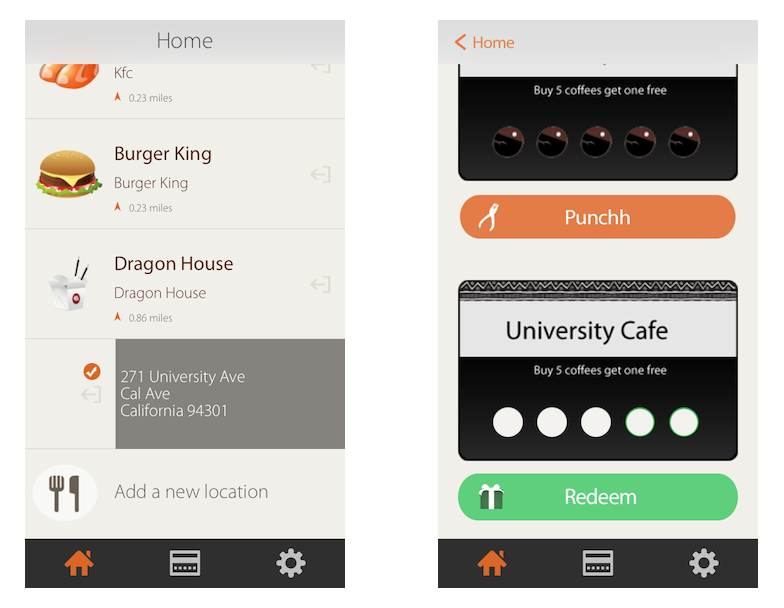 Home
Kfc
0.23 miles
Burger King
Burger King
0.23 miles
Dragon House
Dragon House
0.86 miles
271 University Ave
Cal Ave
California 94301
Add a new location
Home
Buy 5 coffees get one free
Punchh
University Cafe
Buy 5 coffees get one free
Redeem